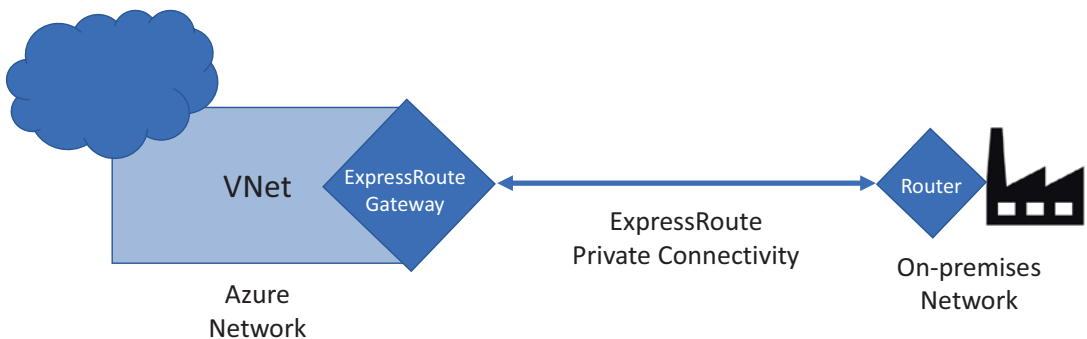 VNet
ExpressRoute
Gateway
Router
ExpressRoute
Private Connectivity
On-premises
Network
Azure
Network